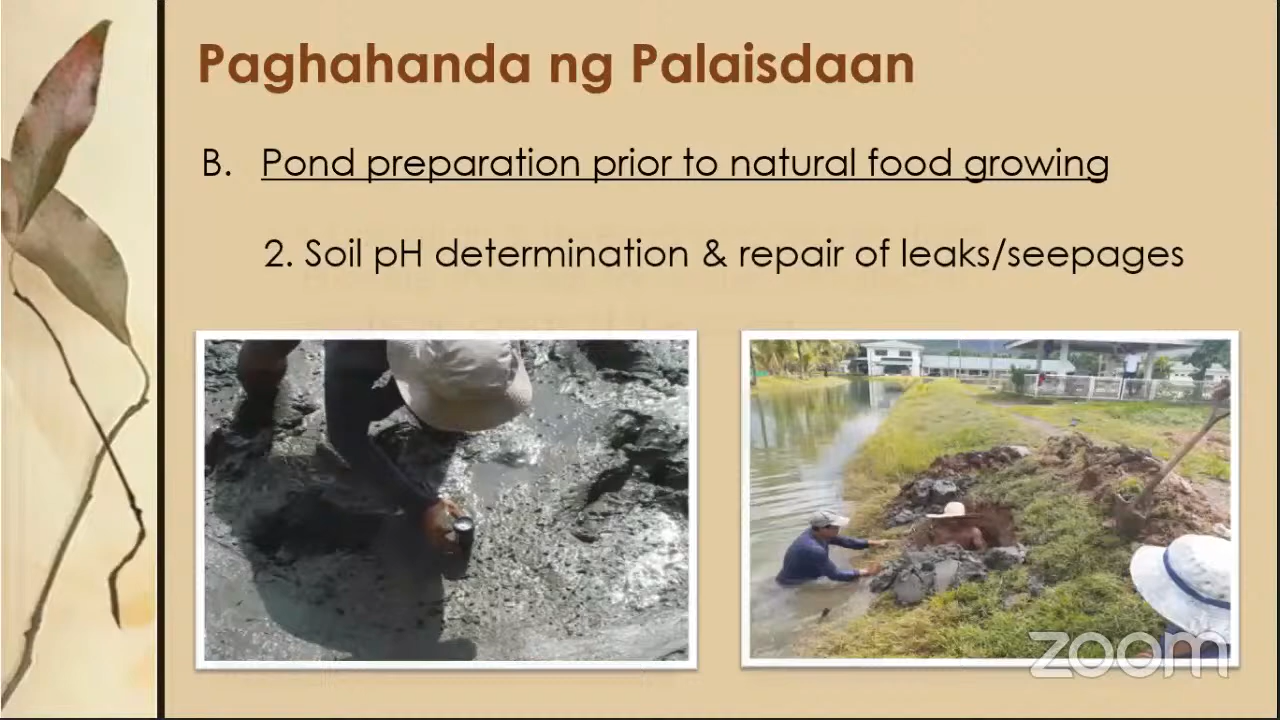 Paghahanda ng Palaisdaan
B. Pond preparation prior to natural food growing
2. Soil pH determination & repair of leaks/seepages
zoom